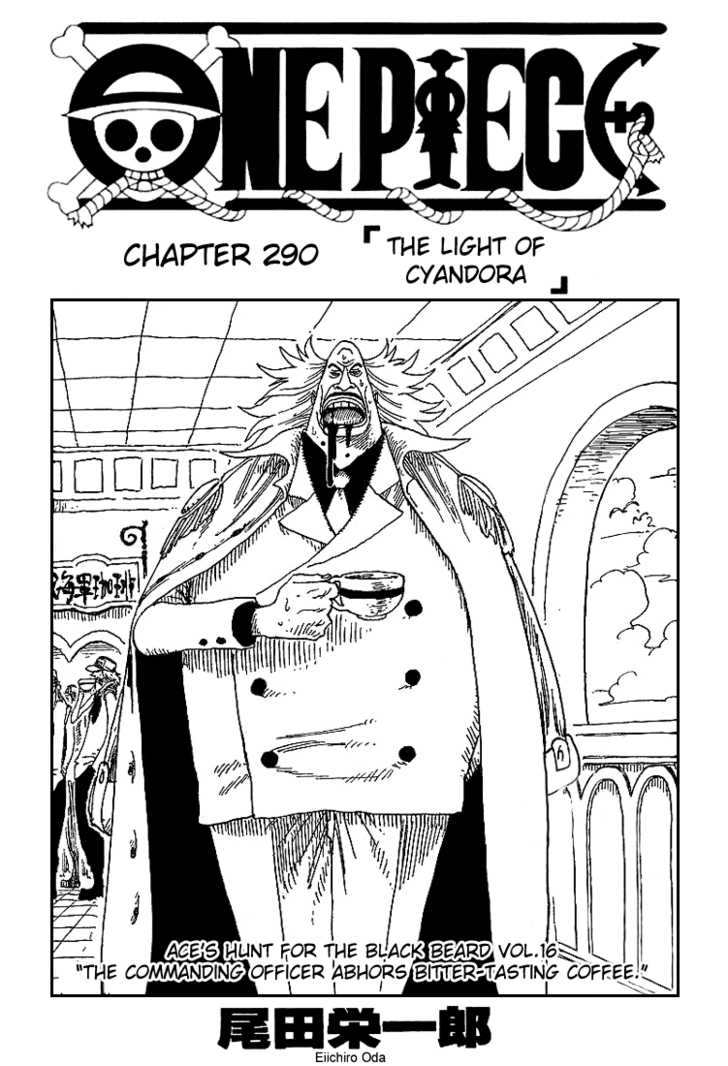 ONE PIECE
CHAPTER 290
『THE LIGHT OF
CYANDORA』
海軍珈琲
ACE'S HUNT FOR THE BLACK BEARD VOL.16
"THE COMMANDING OFFICER ABHORS BITTER-TASTING COFFEE."
尾田栄一郎
Eiichiro Oda